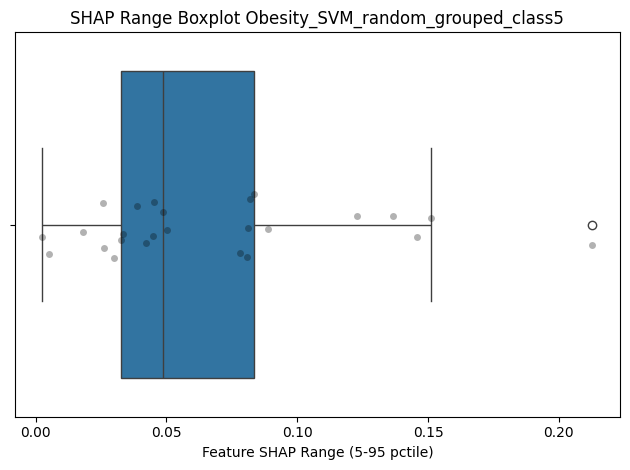 SHAP Range Boxplot Obesity_SVM_random_grouped_class5
0.00 0.05 0.10 0.15 0.20
Feature SHAP Range (5-95 pctile)